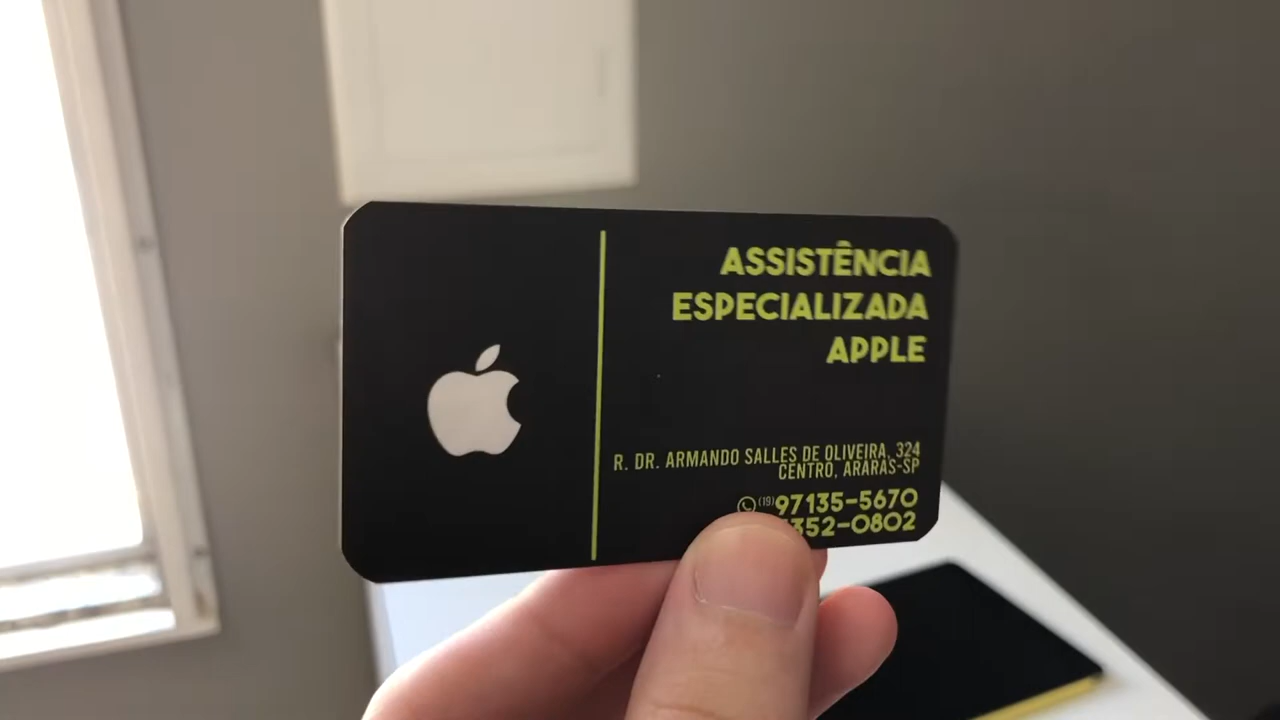 ASSISTÊNCIA
ESPECIALIZADA
APPLE
R. DR. ARMANDO SALLES DE OLIVEIRA, 324
CENTRO, ARARAS-SP
(19) 97135-5670
352-0802